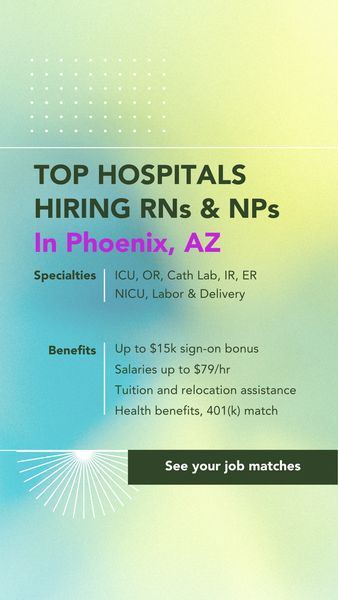 TOP HOSPITALS
HIRING RNs & NPs
In Phoenix, AZ
Specialties
ICU, OR, Cath Lab, IR, ER
NICU, Labor & Delivery
Benefits
Up to $15k sign-on bonus
Salaries up to $79/hr
Tuition and relocation assistance
Health benefits, 401(k) match
See your job matches